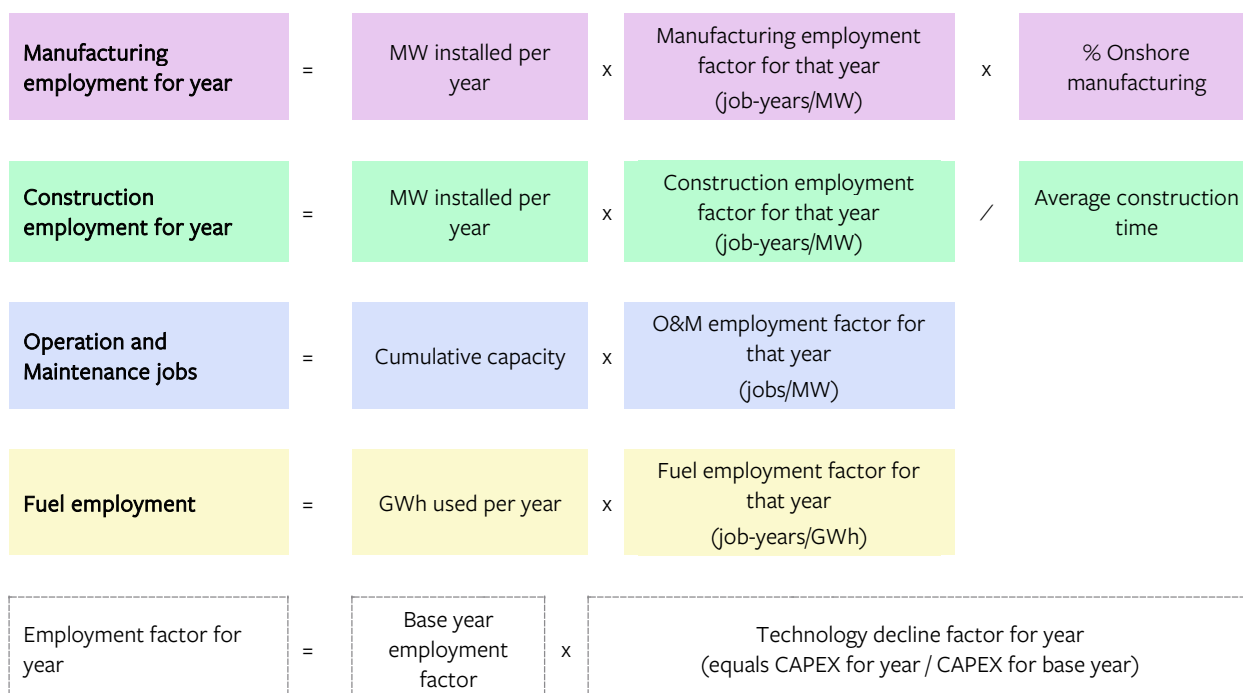 Manufacturing
employment for year
=
MW installed per
year
x
Manufacturing employment
factor for that year
(job-years/MW)
x
% Onshore
manufacturing
Construction
employment for year
=
MW installed per
year
x
Construction employment
factor for that year
(job-years/MW)
/
Average construction
time
Operation and
Maintenance jobs
=
Cumulative capacity
x
O&M employment factor for
that year
(jobs/MW)
Fuel employment
=
GWh used per year
x
Fuel employment factor for
that year
(job-years/GWh)
Employment factor for
year
=
Base year
employment
factor
x
Technology decline factor for year
(equals CAPEX for year / CAPEX for base year)